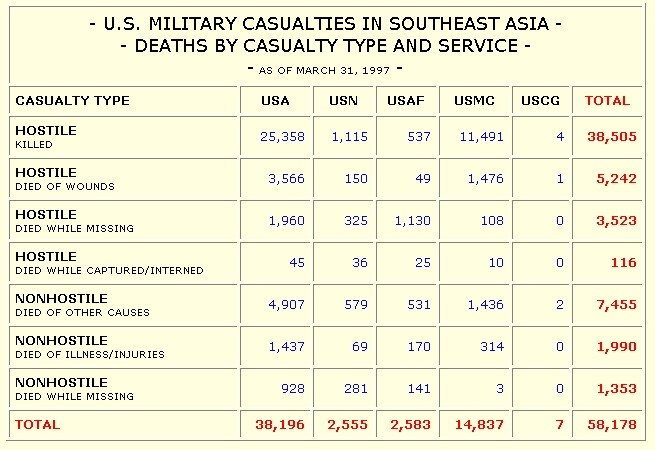 - U.S. MILITARY CASUALTIES IN SOUTHEAST ASIA -
- DEATHS BY CASUALTY TYPE AND SERVICE -
- AS OF MARCH 31, 1997 -
CASUALTY TYPE USA USN USAF USMC USCG TOTAL
HOSTILE
KILLED 25,358 1,115 537 11,491 4 38,505
HOSTILE
DIED OF WOUNDS 3,566 150 49 1,476 1 5,242
HOSTILE
DIED WHILE MISSING 1,960 325 1,130 108 0 3,523
HOSTILE
DIED WHILE CAPTURED/INTERNED 45 36 25 10 0 116
NONHOSTILE
DIED OF OTHER CAUSES 4,907 579 531 1,436 2 7,455
NONHOSTILE
DIED OF ILLNESS/INJURIES 1,437 69 170 314 0 1,990
NONHOSTILE
DIED WHILE MISSING 928 281 141 3 0 1,353
TOTAL 38,196 2,555 2,583 14,837 7 58,178